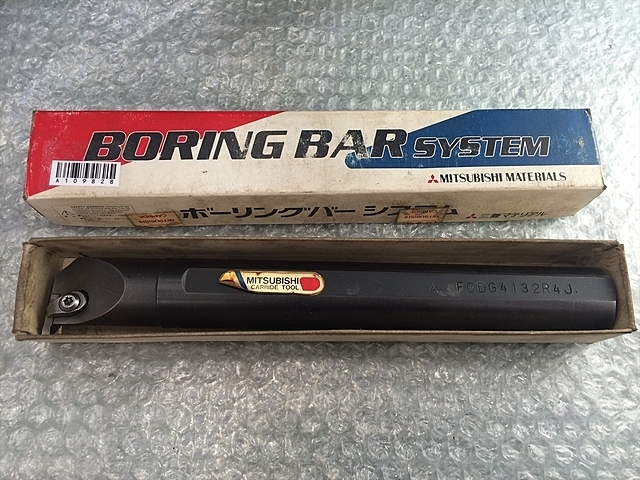 BORING BAR SYSTEM
MITSUBISHI MATERIALS
A109828
ボーリングバー システム
三菱マテリアル
MITSUBISHI
CARBIDE TOOL
FCDG4132R4J.